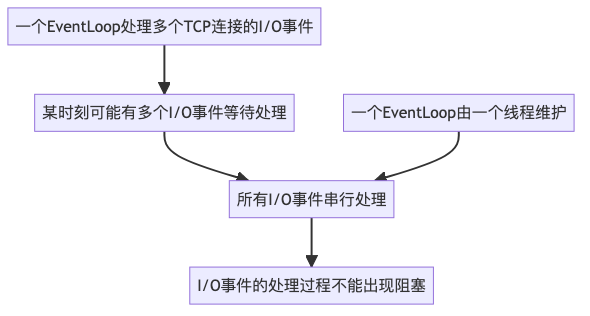 一个EventLoop处理多个TCP连接的I/O事件
某时刻可能有多个I/O事件等待处理
一个EventLoop由一个线程维护
所有I/O事件串行处理
I/O事件的处理过程不能出现阻塞